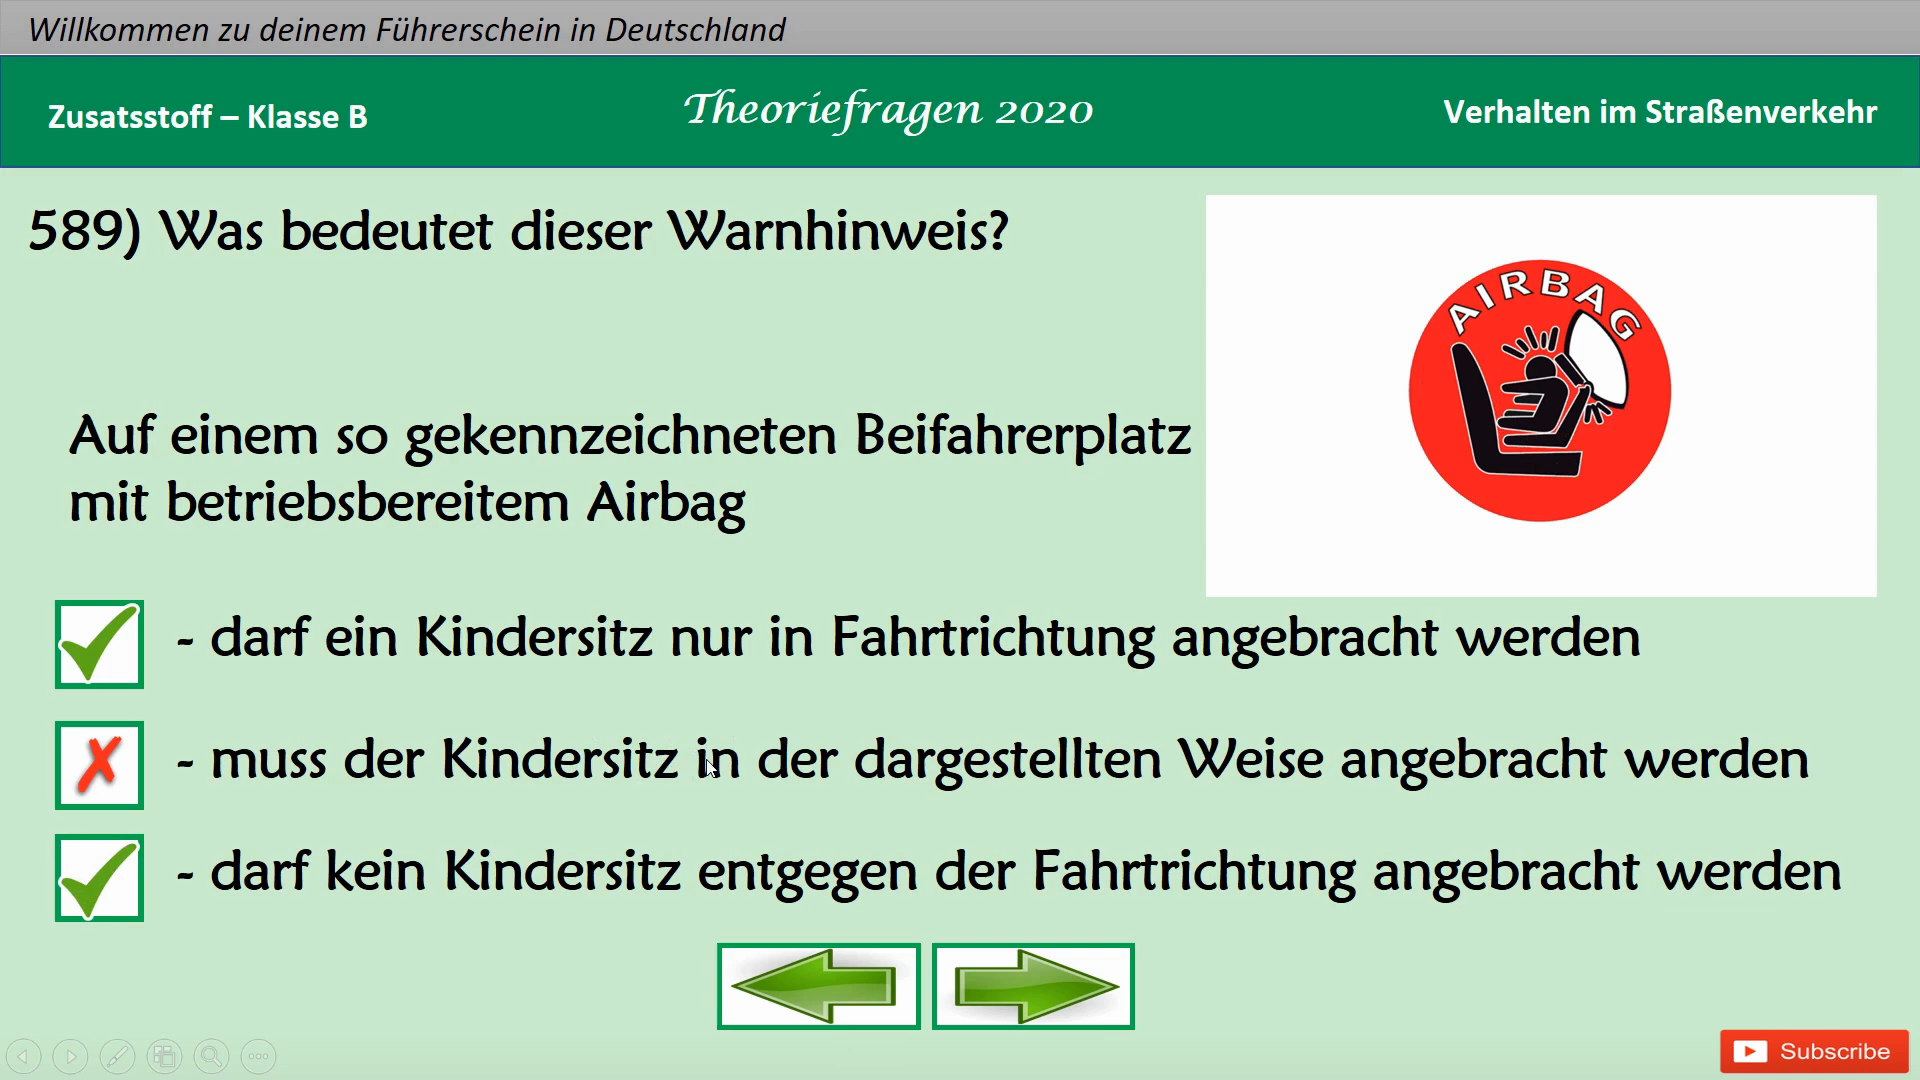 Willkommen zu deinem Führerschein in Deutschland
Zusatsstoff – Klasse B
Theoriefragen 2020
Verhalten im Straßenverkehr
589) Was bedeutet dieser Warnhinweis?
AIRBAG
Auf einem so gekennzeichneten Beifahrerplatz
mit betriebsbereitem Airbag
- darf ein Kindersitz nur in Fahrtrichtung angebracht werden
- muss der Kindersitz in der dargestellten Weise angebracht werden
- darf kein Kindersitz entgegen der Fahrtrichtung angebracht werden
Subscribe